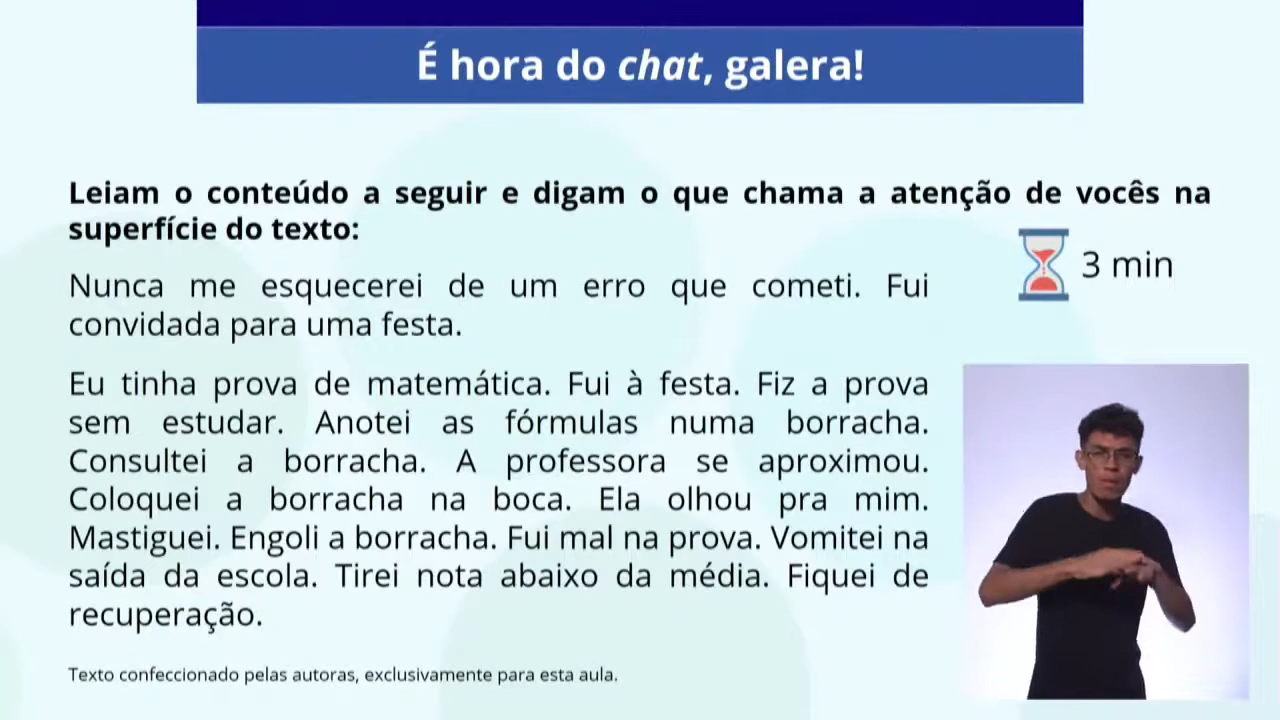 É hora do chat, galera!
Leiam o conteúdo a seguir e digam o que chama a atenção de vocês na
superfície do texto:
3 min
Nunca me esquecerei de um erro que cometi. Fui
convidada para uma festa.
Eu tinha prova de matemática. Fui à festa. Fiz a prova
sem estudar. Anotei as fórmulas numa borracha.
Consultei a borracha. A professora se aproximou.
Coloquei a borracha na boca. Ela olhou pra mim.
Mastiguei. Engoli a borracha. Fui mal na prova. Vomitei na
saída da escola. Tirei nota abaixo da média. Fiquei de
recuperação.
Texto confeccionado pelas autoras, exclusivamente para esta aula.